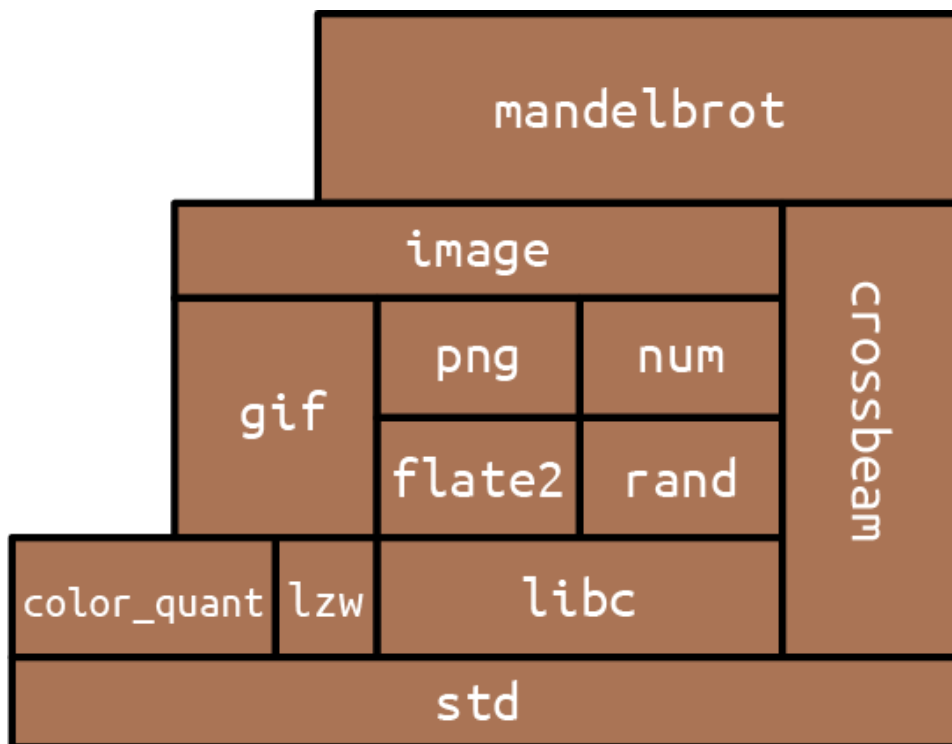 mandelbrot
image
crossbeam
gif
png
num
flate2
rand
color_quant
lzw
libc
std